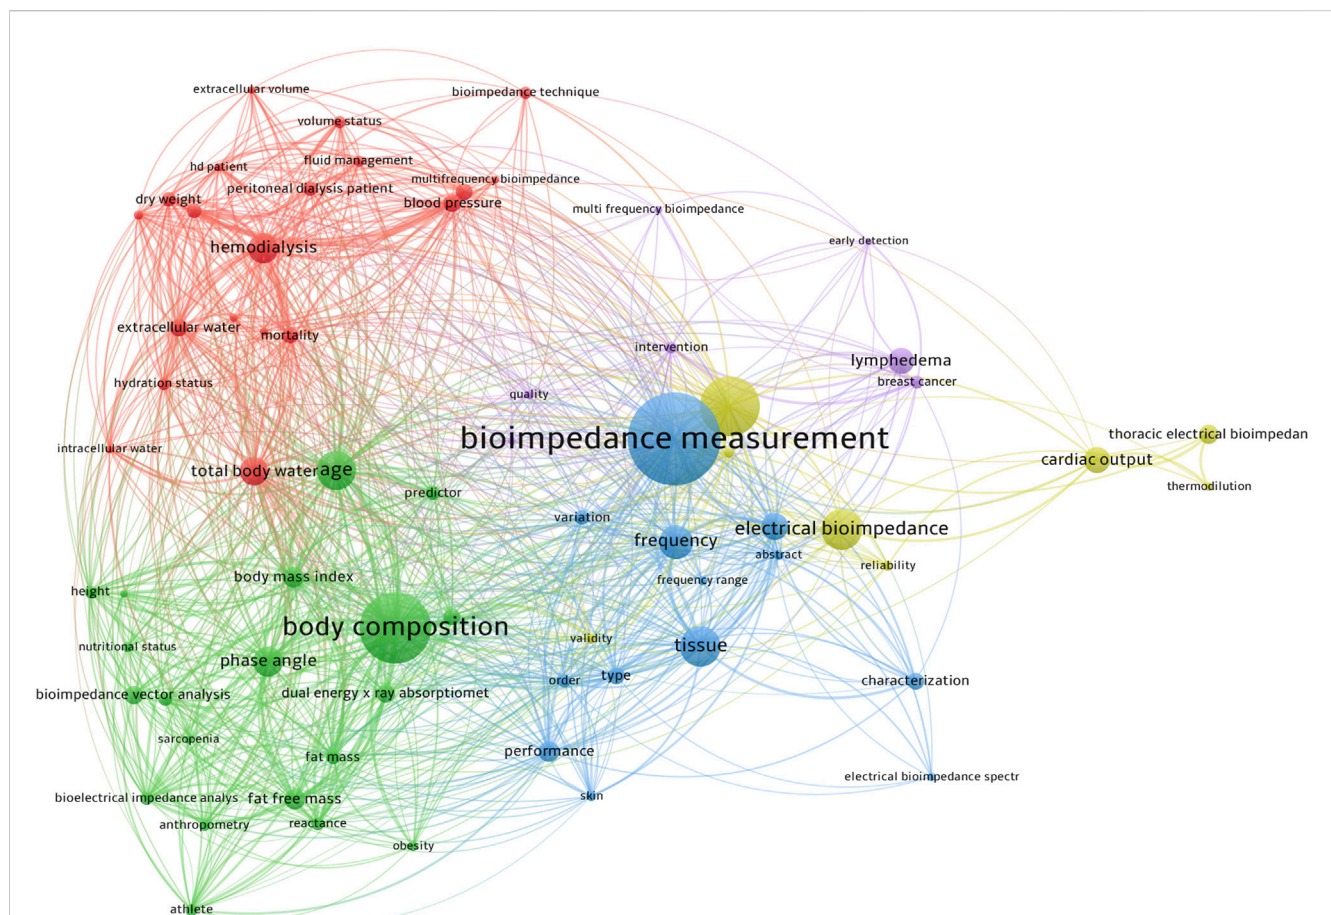 extracellular volume
bioimpedance technique
volume status
fluid management
hd patient
multifrequency bioimpedance
peritoneal dialysis patient
dry weight
blood pressure
multi frequency bioimpedance
early detection
hemodialysis
extracellular water
mortality
intervention
lymphedema
breast cancer
hydration status
quality
bioimpedance measurement
thoracic electrical bioimpedan
intracellular water
cardiac output
total body water
age
thermodilution
predictor
variation
electrical bioimpedance
frequency
abstract
reliability
body mass index
frequency range
height
body composition
validity
nutritional status
tissue
phase angle
type
order
characterization
bioimpedance vector analysis
dual energy x ray absorptiomet
sarcopenia
performance
fat mass
electrical bioimpedance spectr
bioelectrical impedance analys
fat free mass
skin
anthropometry
reactance
obesity
athlete